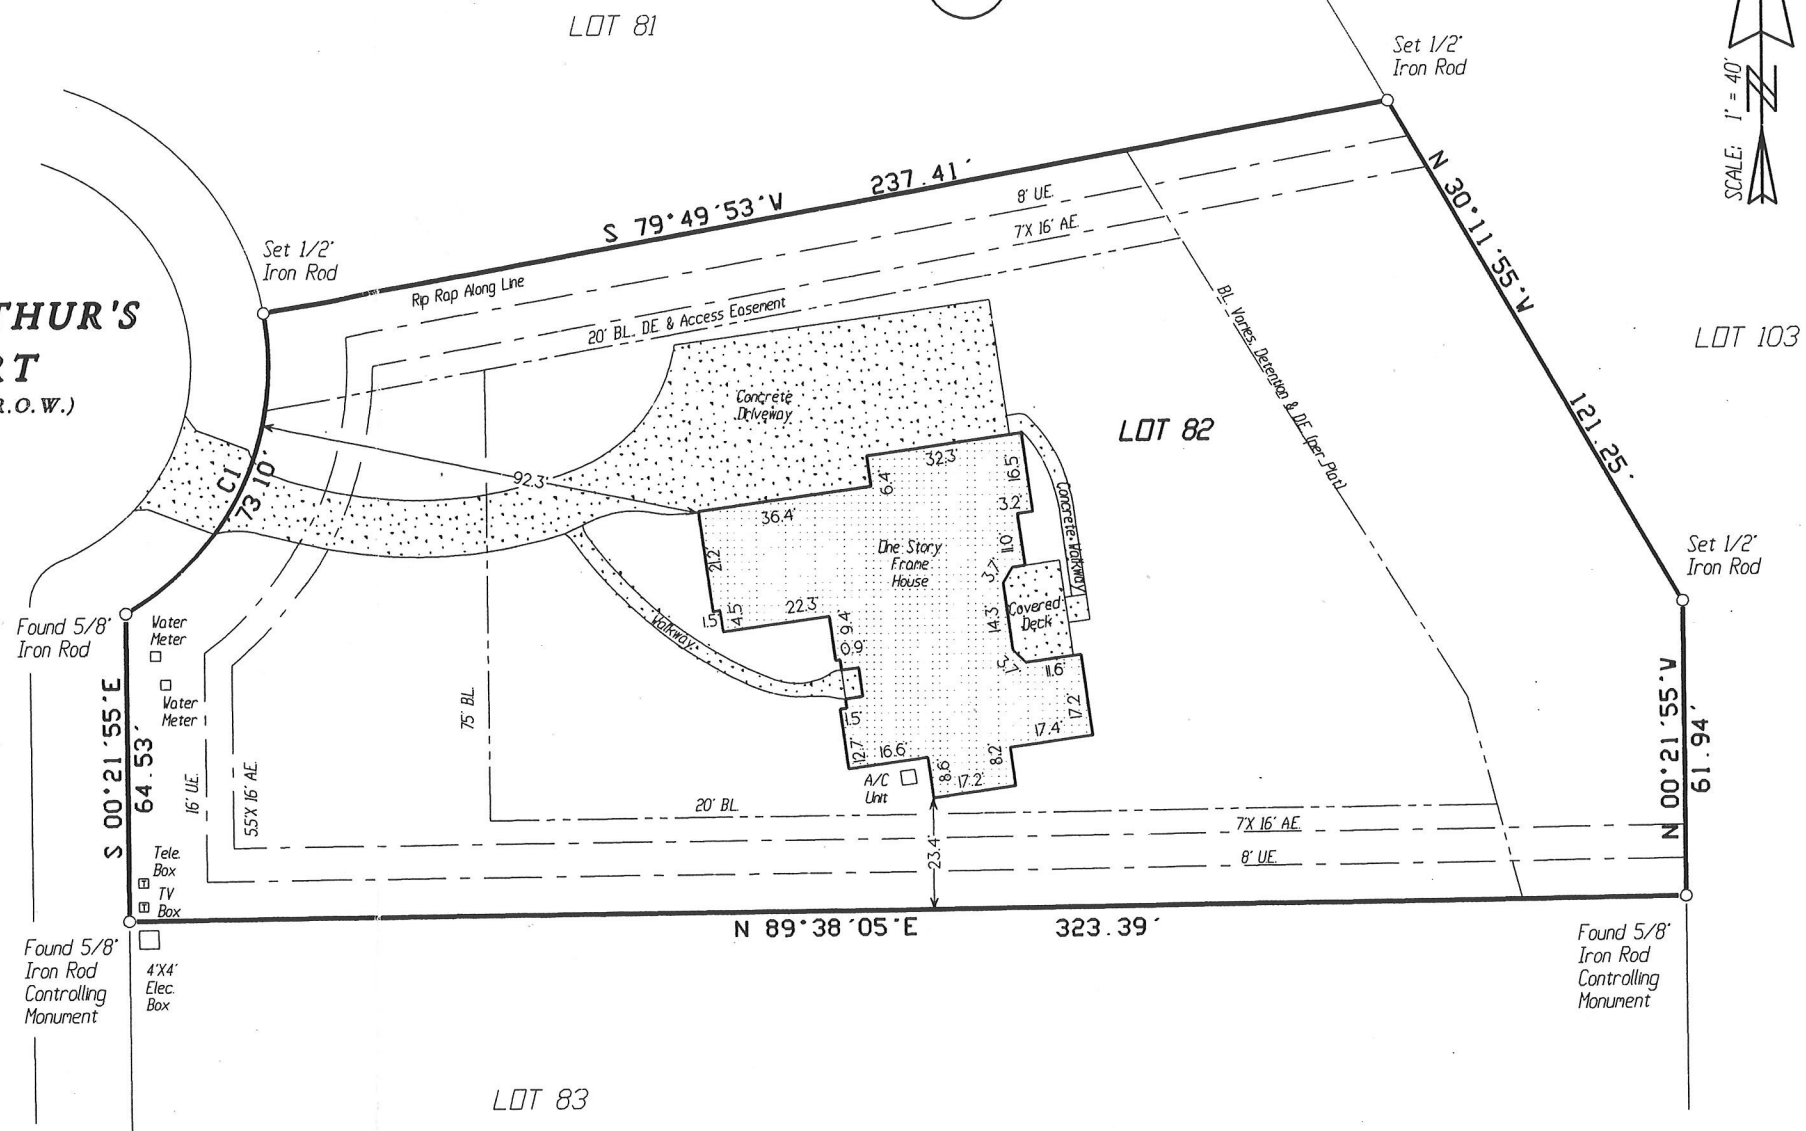 LOT 81
Set 1/2"
Iron Rod
SCALE: 1" = 40'
N
S 79°49'53"W 237.41'
8' UE.
7'X 16' AE.
Set 1/2"
Iron Rod
Rip Rap Along Line
20' BL. DE & Access Easement
N 30°11'55"W
121.25'
THUR'S
RT
R.O.W.)
LOT 103
BL Varies, Detention & DE (per Plat)
Concrete
Driveway
LOT 82
C1
73.10'
92.3'
32.3'
6.4'
16.5'
36.4'
3.2'
Concrete Walkway
11.0'
One Story
Frame
House
21.2'
3.7'
Set 1/2"
Iron Rod
Covered
Deck
14.3'
1.5'
4.5'
22.3'
9.4'
0.9'
Walkway
Found 5/8"
Iron Rod
Water
Meter
Water
Meter
5.7'
11.6'
17.2'
17.4'
1.5'
12.7'
16.6'
8.6'
8.2'
17.2'
A/C
Unit
75' BL.
S 00°21'55"E
64.53'
16' UE.
5.5'X 16' AE.
20' BL.
7'X 16' AE.
8' UE.
23.4'
N 00°21'55"W
61.94'
Tele.
Box
T
TV
Box
T
N 89°38'05"E 323.39'
Found 5/8"
Iron Rod
Controlling
Monument
4'X4'
Elec.
Box
Found 5/8"
Iron Rod
Controlling
Monument
LOT 83